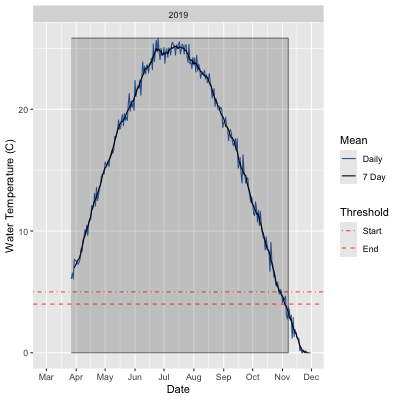 2019
Water Temperature (C)
20
10
0
Mar Apr May Jun Jul Aug Sep Oct Nov Dec
Date
Mean
Daily
7 Day
Threshold
Start
End